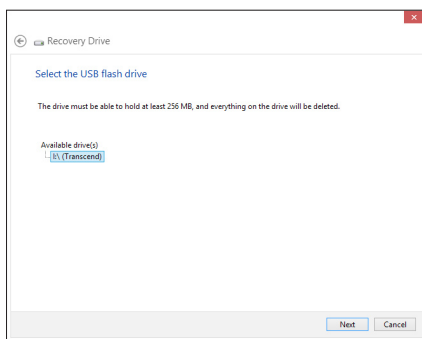 Recovery Drive
Select the USB flash drive
The drive must be able to hold at least 256 MB, and everything on the drive will be deleted.
Available drive(s)
I:\ (Transcend)
Next Cancel